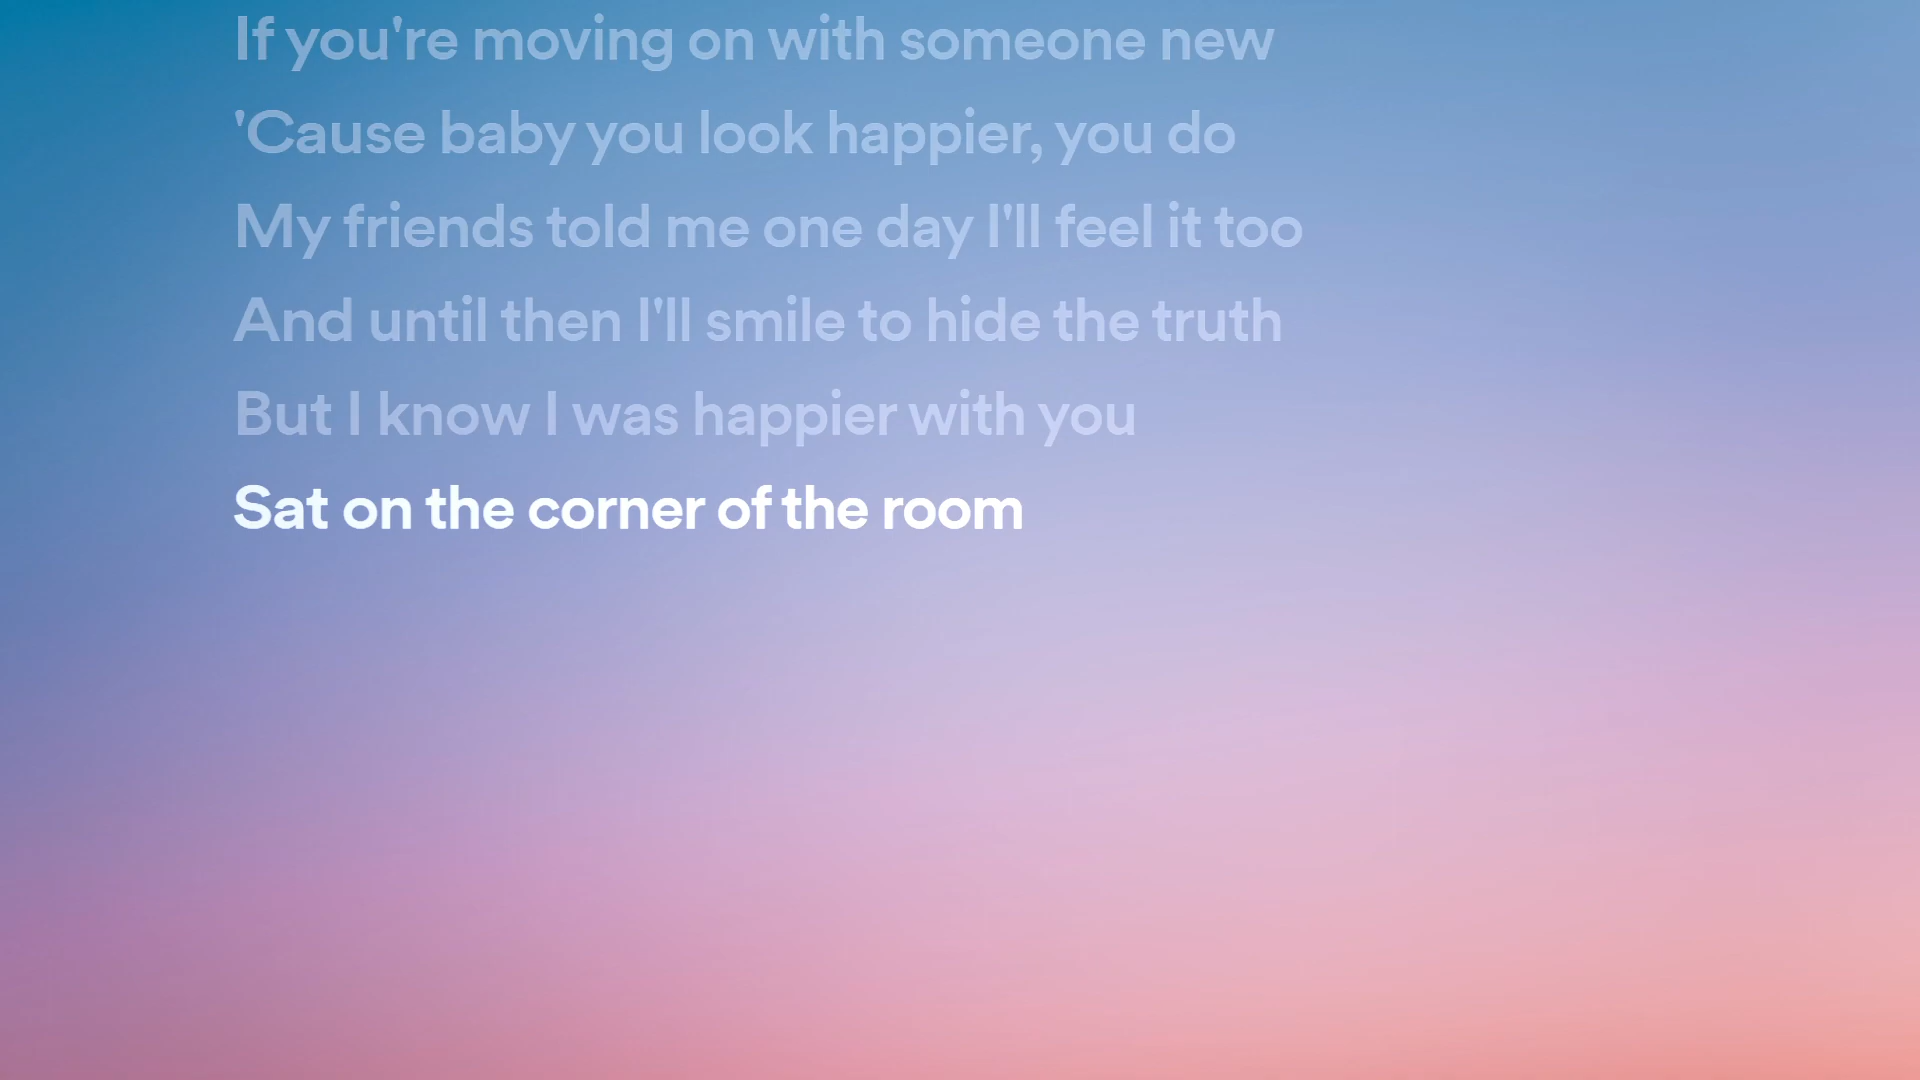 If you're moving on with someone new
'Cause baby you look happier, you do
My friends told me one day I'll feel it too
And until then I'll smile to hide the truth
But I know I was happier with you
Sat on the corner of the room